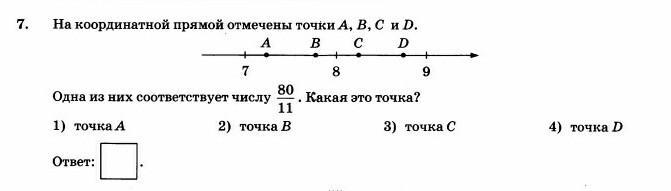 7. На координатной прямой отмечены точки A, B, C и D.
A B C D
7 8 9
Одна из них соответствует числу 80/11. Какая это точка?
1) точка A 2) точка B 3) точка C 4) точка D
Ответ: .